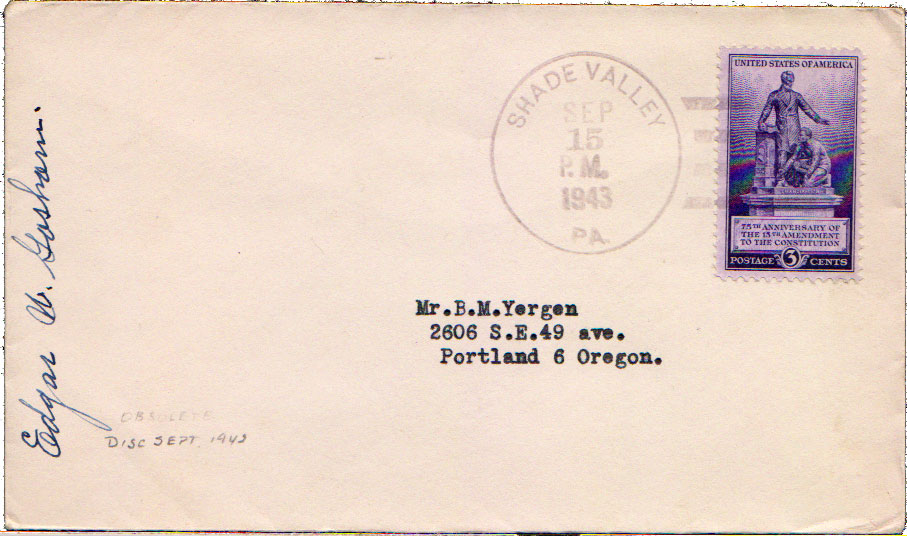 SHADE VALLEY
SEP
15
P.M.
1943
PA.
UNITED STATES OF AMERICA
75TH ANNIVERSARY OF
THE 13TH AMENDMENT
TO THE CONSTITUTION
POSTAGE 3 CENTS
Mr.B.M.Yergen
2606 S.E.49 ave.
Portland 6 Oregon.
Edgar W. Goshorn.
OBSOLETE
DISC SEPT. 1943